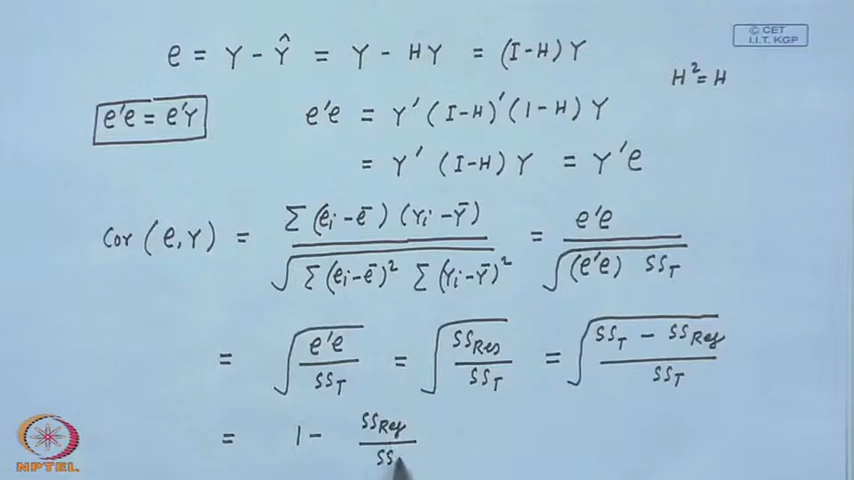 © CET
I.I.T. KGP
e = Y - Ŷ = Y - HY = (I-H) Y
H² = H
e'e = e'Y
e'e = Y' (I-H)' (1-H) Y
= Y' (I-H) Y = Y'e
Cor (e, Y) = Σ (eᵢ - ē) (Yᵢ - Ȳ) / √ Σ (eᵢ - ē)² Σ (Yᵢ - Ȳ)² = e'e / √ (e'e) SS_T
= √ e'e / SS_T = √ SS_Res / SS_T = √ SS_T - SS_Reg / SS_T
= 1 - SS_Reg / SS
NPTEL